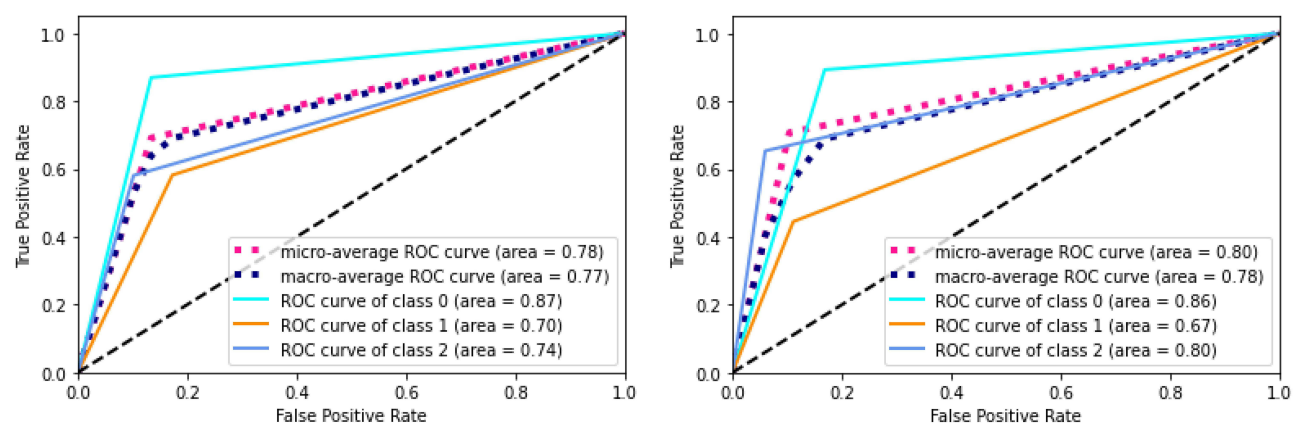 1.0
0.8
0.6
0.4
0.2
0.0
True Positive Rate
micro-average ROC curve (area = 0.78)
macro-average ROC curve (area = 0.77)
ROC curve of class 0 (area = 0.87)
ROC curve of class 1 (area = 0.70)
ROC curve of class 2 (area = 0.74)
0.0 0.2 0.4 0.6 0.8 1.0
False Positive Rate
1.0
0.8
0.6
0.4
0.2
0.0
True Positive Rate
micro-average ROC curve (area = 0.80)
macro-average ROC curve (area = 0.78)
ROC curve of class 0 (area = 0.86)
ROC curve of class 1 (area = 0.67)
ROC curve of class 2 (area = 0.80)
0.0 0.2 0.4 0.6 0.8 1.0
False Positive Rate